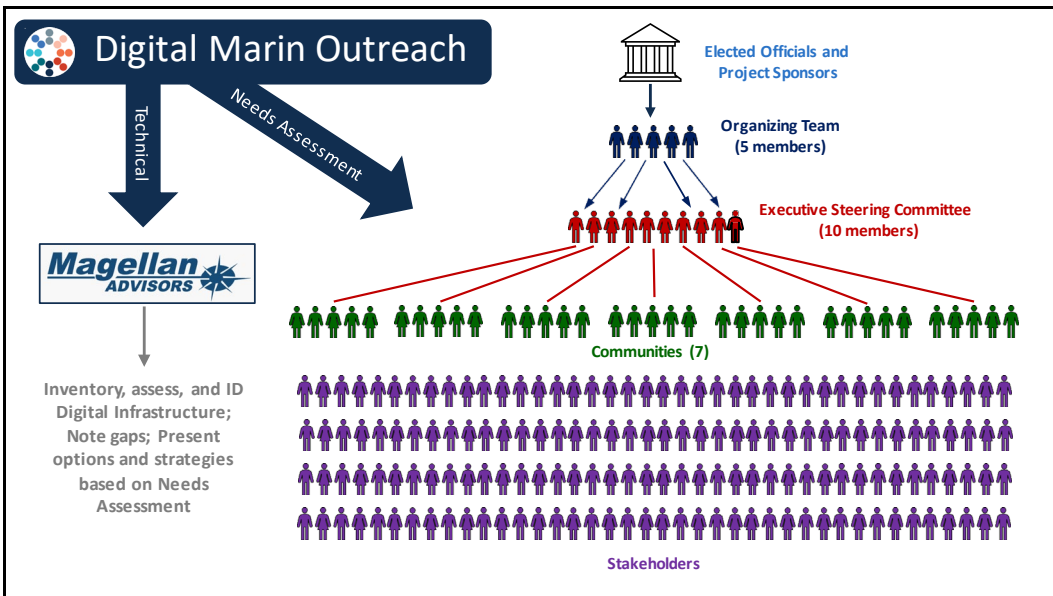 Digital Marin Outreach
Technical
Needs Assessment
Magellan
ADVISORS
Inventory, assess, and ID
Digital Infrastructure;
Note gaps; Present
options and strategies
based on Needs
Assessment
Elected Officials and
Project Sponsors
Organizing Team
(5 members)
Executive Steering Committee
(10 members)
Communities (7)
Stakeholders